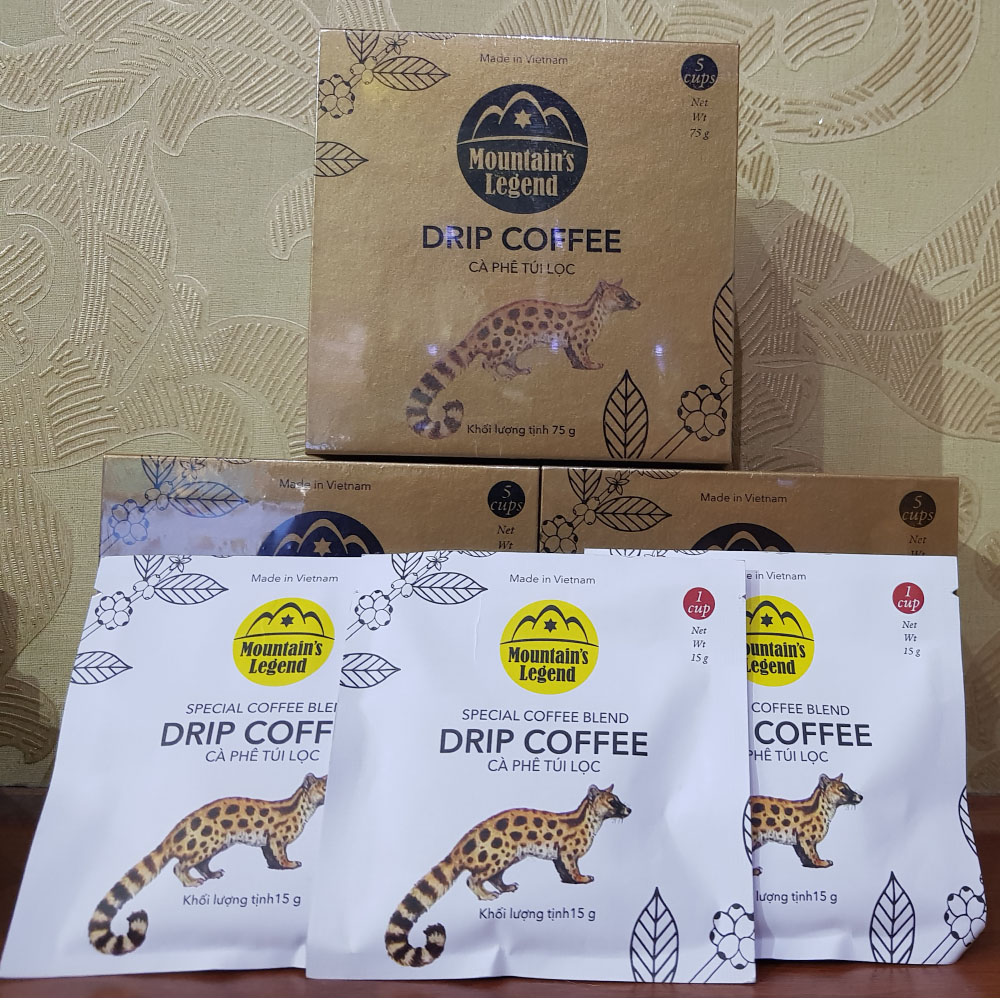 Made in Vietnam
5
cups
Net
Wt
75 g
Mountain's
Legend
DRIP COFFEE
CÀ PHÊ TÚI LỌC
Khối lượng tịnh 75 g
Made in Vietnam
5
cups
Net
Wt
Made in Vietnam
5
cups
Net
Wt
Made in Vietnam
Mountain's
Legend
SPECIAL COFFEE BLE
DRIP COFF
CÀ PHÊ TÚI LỌC
Khối lượng tịnh15 g
Made in Vietnam
1
cup
Net
Wt
15 g
Mountain's
Legend
SPECIAL COFFEE BLEND
DRIP COFFEE
CÀ PHÊ TÚI LỌC
Khối lượng tịnh15 g
Vietnam
1
cup
Net
Wt
15 g
Mountain's
Legend
COFFEE BLEND
COFFEE
PHÊ TÚI LỌC
lượng tịnh15 g